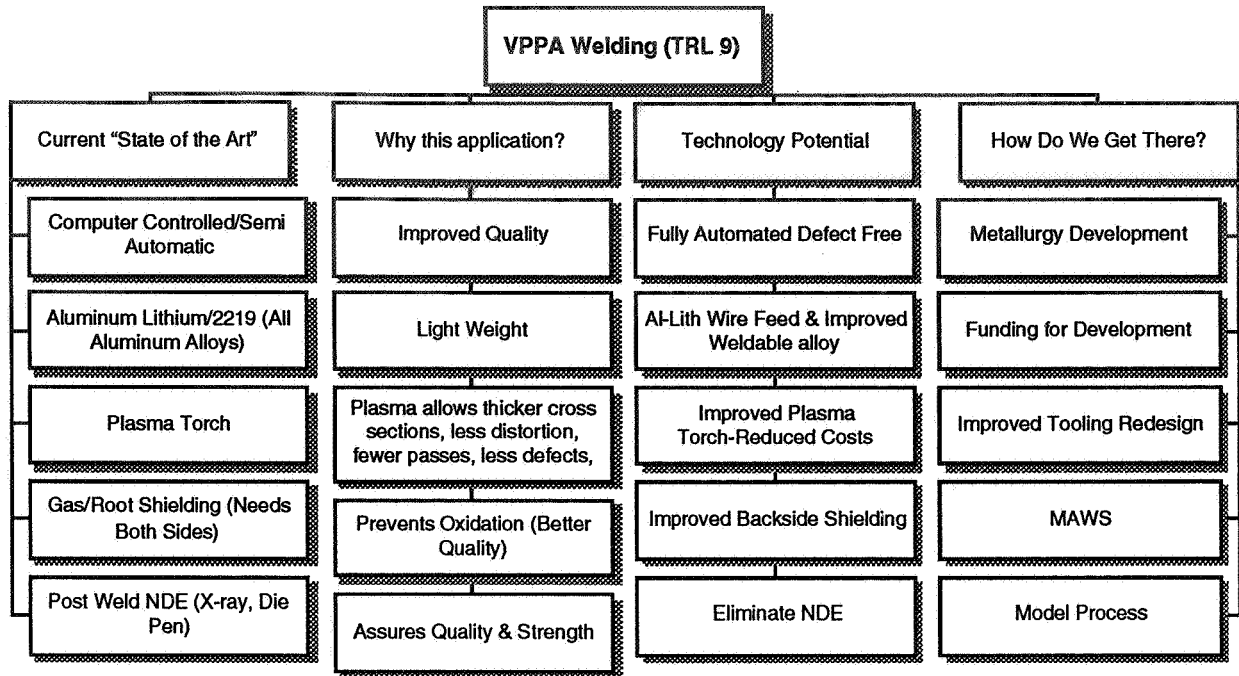 VPPA Welding (TRL 9)
Current “State of the Art”
Computer Controlled/Semi
Automatic
Aluminum Lithium/2219 (All
Aluminum Alloys)
Plasma Torch
Gas/Root Shielding (Needs
Both Sides)
Post Weld NDE (X-ray, Die
Pen)
Why this application?
Improved Quality
Light Weight
Plasma allows thicker cross
sections, less distortion,
fewer passes, less defects,
Prevents Oxidation (Better
Quality)
Assures Quality & Strength
Technology Potential
Fully Automated Defect Free
Al-Lith Wire Feed & Improved
Weldable alloy
Improved Plasma
Torch-Reduced Costs
Improved Backside Shielding
Eliminate NDE
How Do We Get There?
Metallurgy Development
Funding for Development
Improved Tooling Redesign
MAWS
Model Process